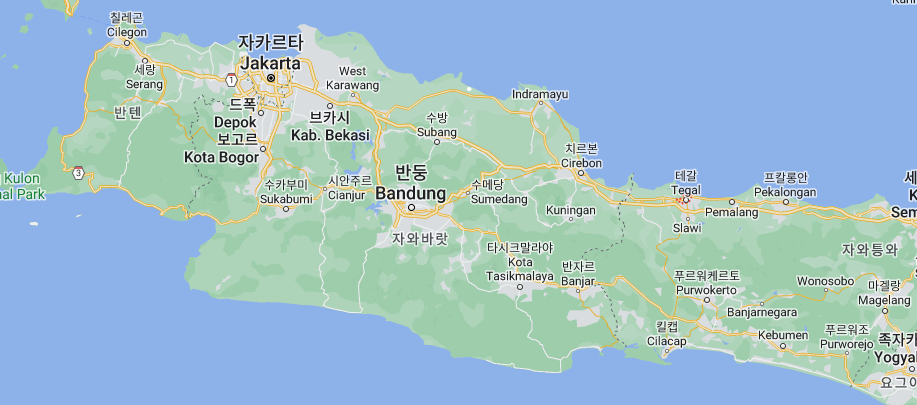 칠레곤
Cilegon
자카르타
Jakarta
세랑
Serang
1
West
Karawang
Indramayu
반텐
드폭
Depok
브카시
Kab. Bekasi
수방
Subang
보고르
Kota Bogor
치르본
Cirebon
3
Kulon
al Park
수카부미
Sukabumi
시안주르
Cianjur
반둥
Bandung
수메당
Sumedang
테갈
Tegal
프칼롱안
Pekalongan
Pemalang
세
K
Sem
Kuningan
Slawi
자와바랏
자와틍와
타시크말라야
Kota
Tasikmalaya
반자르
Banjar
푸르워케르토
Purwokerto
Wonosobo
마겔랑
Magelang
Banjarnegara
킬캡
Cilacap
Kebumen
푸르워조
Purworejo
족자카
Yogya
요그아